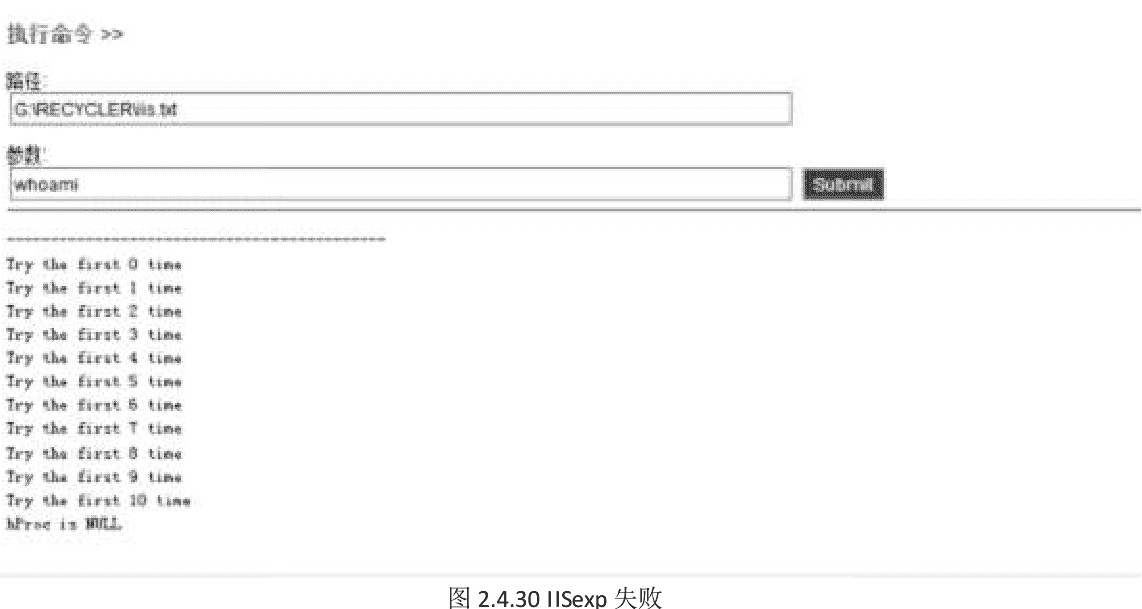 执行命令 >>
路径:
G:\RECYCLER\iis.txt
参数:
whoami Submit
-------------------------------------------
Try the first 0 time
Try the first 1 time
Try the first 2 time
Try the first 3 time
Try the first 4 time
Try the first 5 time
Try the first 6 time
Try the first 7 time
Try the first 8 time
Try the first 9 time
Try the first 10 time
hProc is NULL
图 2.4.30 IISexp 失败